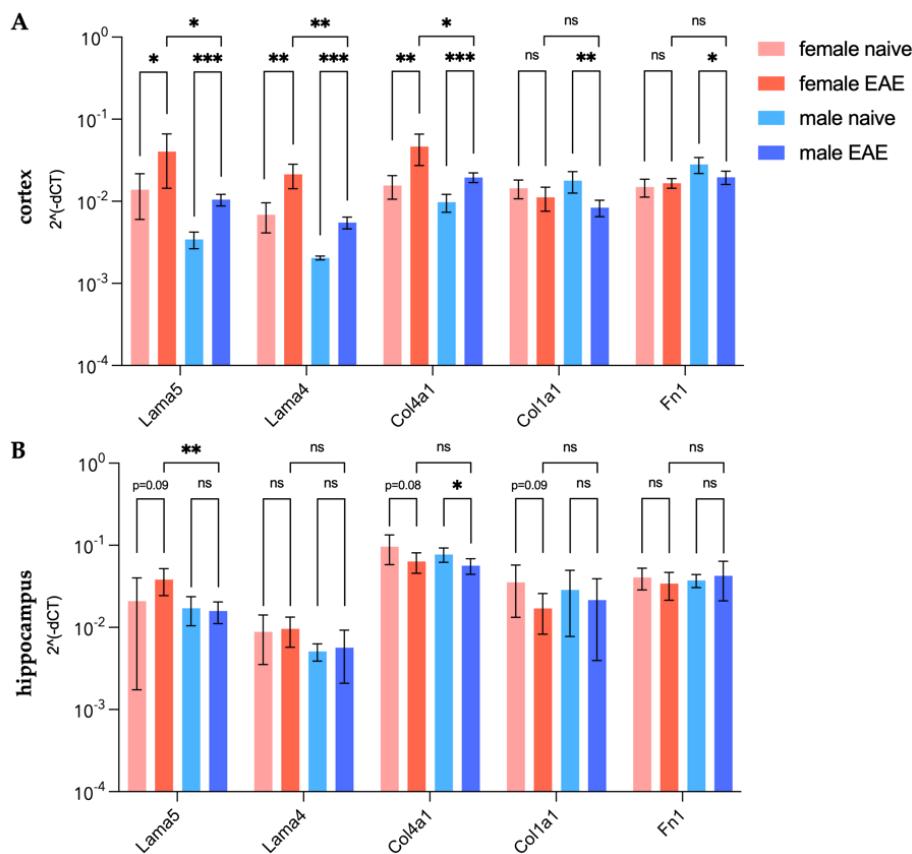 A
* ** * ns ns
* *** ** *** ** *** ns ** ns *
10^0
10^-1
10^-2
10^-3
10^-4
cortex
2^(-dCT)
Lama5 Lama4 Col4a1 Col1a1 Fn1
female naive
female EAE
male naive
male EAE
B
** ns ns ns ns
p=0.09 ns ns ns p=0.08 * p=0.09 ns ns ns
10^0
10^-1
10^-2
10^-3
10^-4
hippocampus
2^(-dCT)
Lama5 Lama4 Col4a1 Col1a1 Fn1